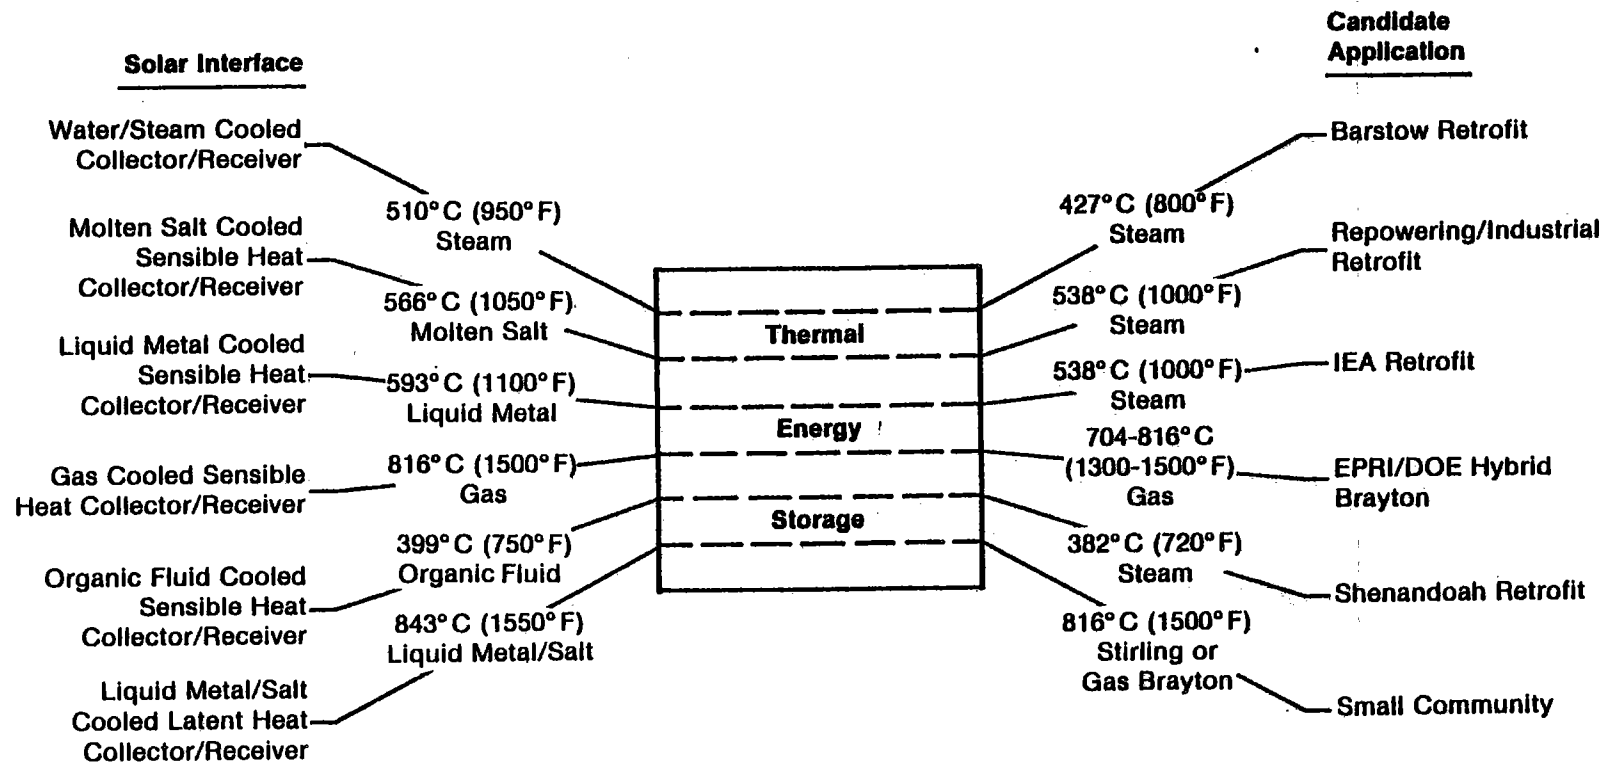 Solar Interface
Water/Steam Cooled
Collector/Receiver
Molten Salt Cooled
Sensible Heat
Collector/Receiver
Liquid Metal Cooled
Sensible Heat
Collector/Receiver
Gas Cooled Sensible
Heat Collector/Receiver
Organic Fluid Cooled
Sensible Heat
Collector/Receiver
Liquid Metal/Salt
Cooled Latent Heat
Collector/Receiver
510°C (950°F)
Steam
566°C (1050°F)
Molten Salt
593°C (1100°F)
Liquid Metal
816°C (1500°F)
Gas
399°C (750°F)
Organic Fluid
843°C (1550°F)
Liquid Metal/Salt
Thermal
Energy
Storage
427°C (800°F)
Steam
538°C (1000°F)
Steam
538°C (1000°F)
Steam
704-816°C
(1300-1500°F)
Gas
382°C (720°F)
Steam
816°C (1500°F)
Stirling or
Gas Brayton
Candidate
Application
Barstow Retrofit
Repowering/Industrial
Retrofit
IEA Retrofit
EPRI/DOE Hybrid
Brayton
Shenandoah Retrofit
Small Community